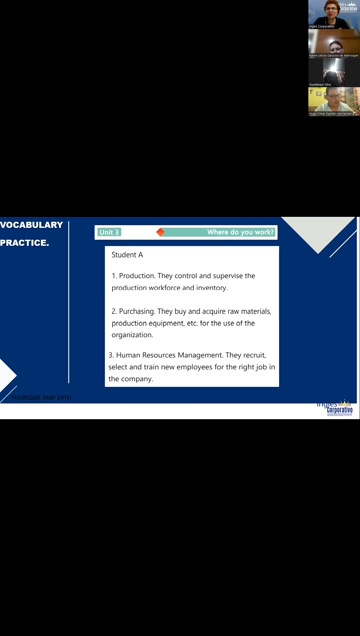 VOCABULARY
PRACTICE.
Unit 3
Where do you work?
Student A
1. Production. They control and supervise the
production workforce and inventory.
2. Purchasing. They buy and acquire raw materials,
production equipment, etc. for the use of the
organization.
3. Human Resources Management. They recruit,
select and train new employees for the right job in
the company.
Corporativo